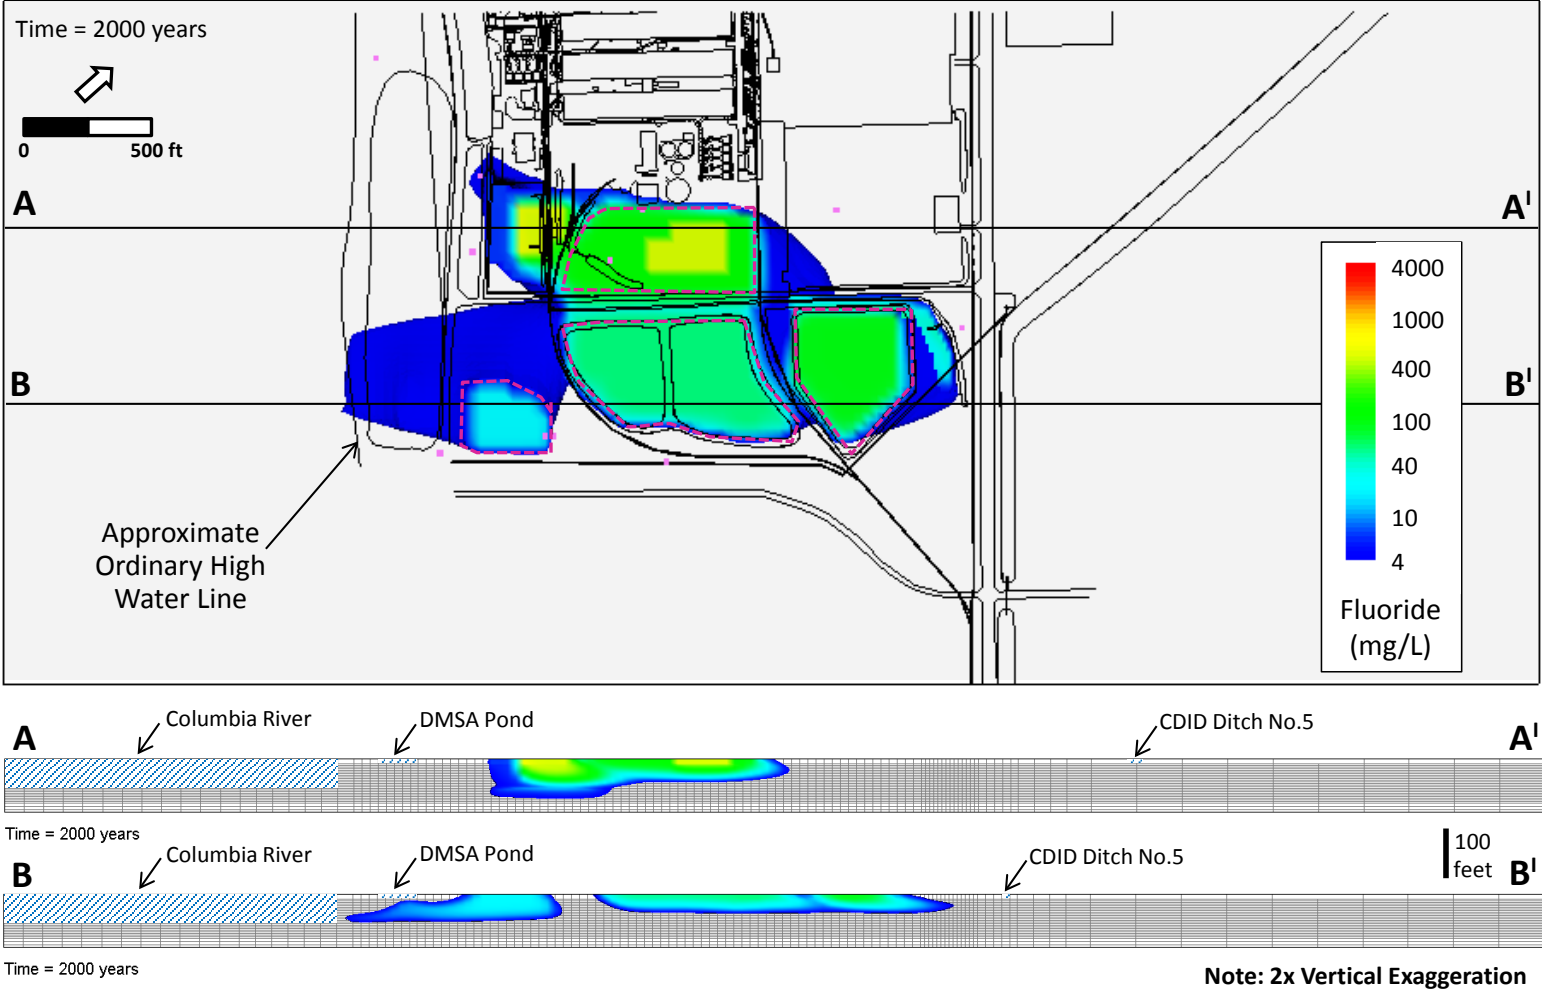 Time = 2000 years
0 500 ft
A A'
B B'
4000
1000
400
100
40
10
4
Fluoride
(mg/L)
Approximate
Ordinary High
Water Line
Columbia River DMSA Pond CDID Ditch No.5
A A'
Time = 2000 years
Columbia River DMSA Pond CDID Ditch No.5
100
feet
B B'
Time = 2000 years
Note: 2x Vertical Exaggeration